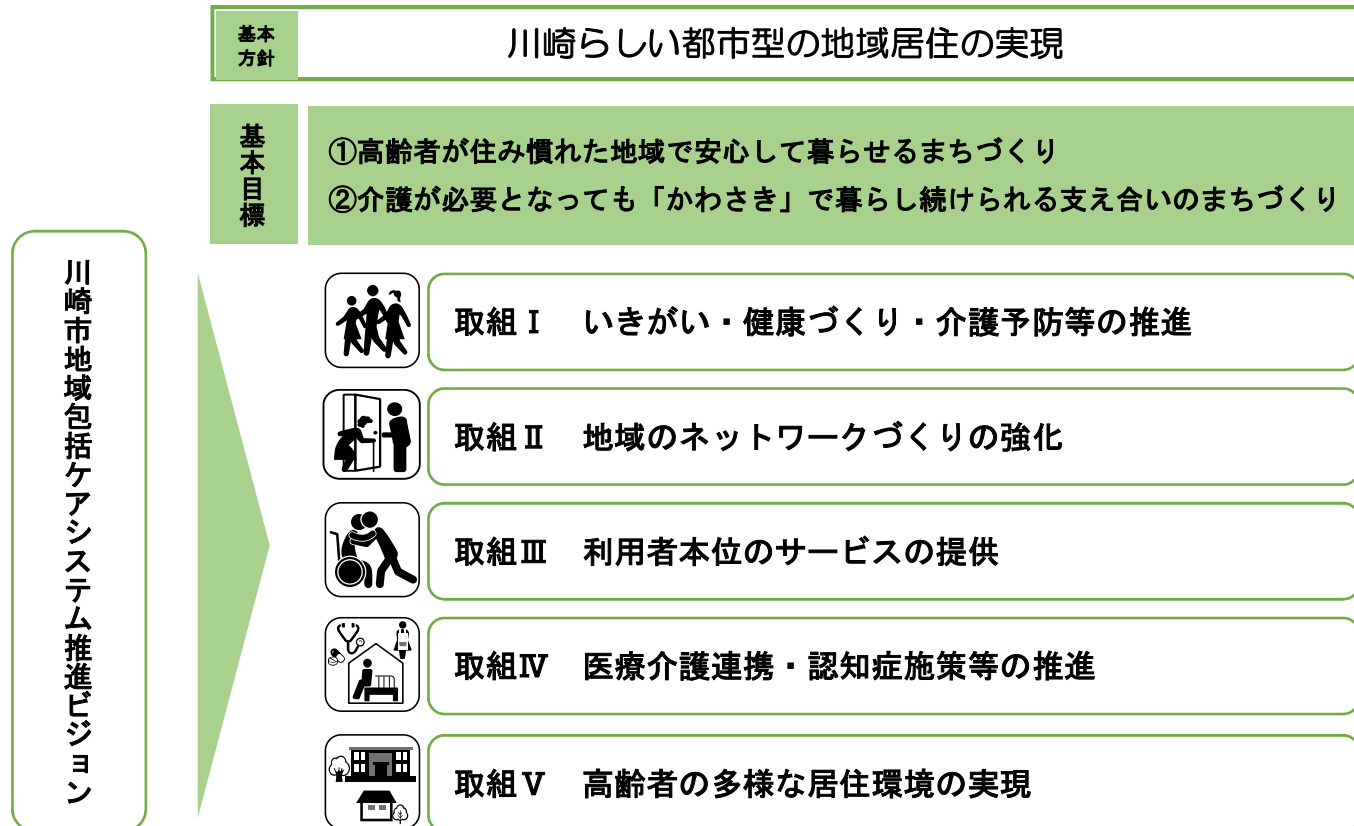 基本
方針
川崎らしい都市型の地域居住の実現
基本目標
①高齢者が住み慣れた地域で安心して暮らせるまちづくり
②介護が必要となっても「かわさき」で暮らし続けられる支え合いのまちづくり
川崎市地域包括ケアシステム推進ビジョン
取組Ⅰ　いきがい・健康づくり・介護予防等の推進
取組Ⅱ　地域のネットワークづくりの強化
取組Ⅲ　利用者本位のサービスの提供
取組Ⅳ　医療介護連携・認知症施策等の推進
取組Ⅴ　高齢者の多様な居住環境の実現